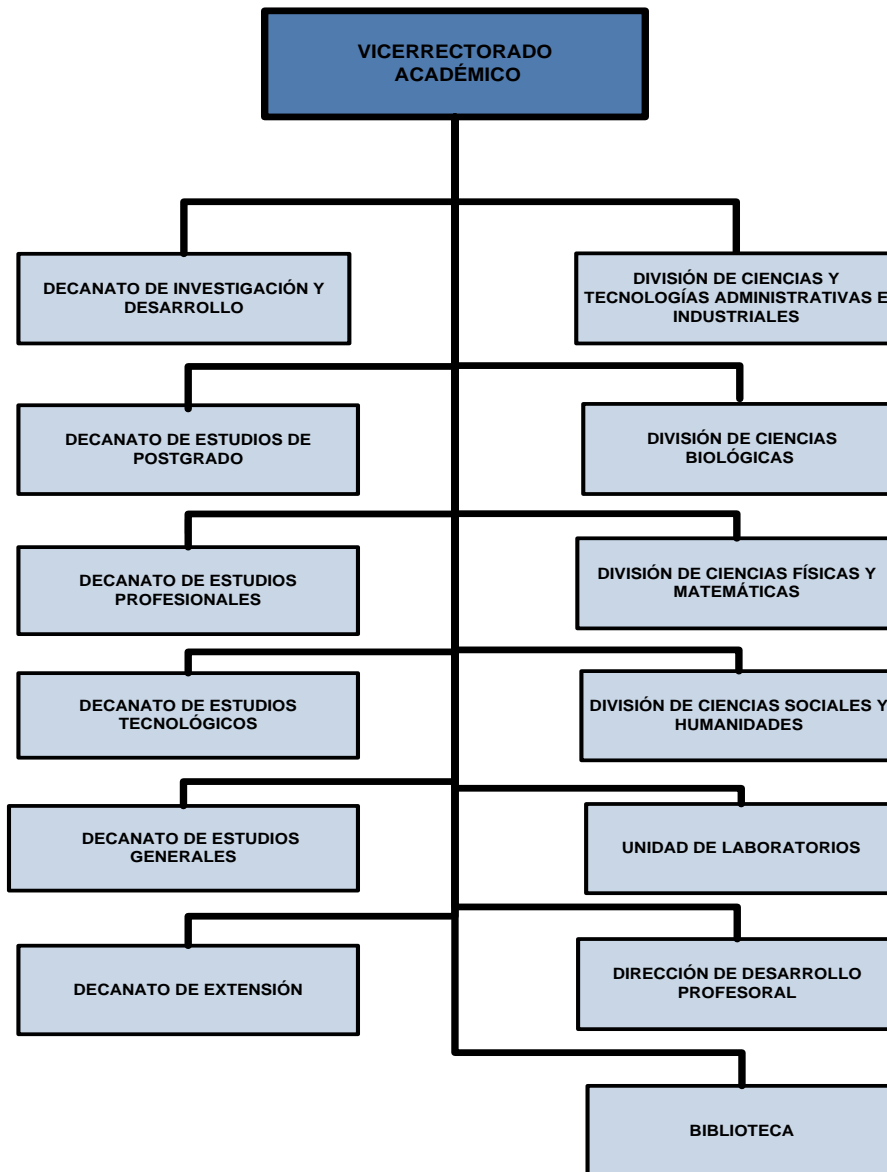 VICERRECTORADO
ACADÉMICO
DECANATO DE INVESTIGACIÓN Y
DESARROLLO
DIVISIÓN DE CIENCIAS Y
TECNOLOGÍAS ADMINISTRATIVAS E
INDUSTRIALES
DECANATO DE ESTUDIOS DE
POSTGRADO
DIVISIÓN DE CIENCIAS
BIOLÓGICAS
DECANATO DE ESTUDIOS
PROFESIONALES
DIVISIÓN DE CIENCIAS FÍSICAS Y
MATEMÁTICAS
DECANATO DE ESTUDIOS
TECNOLÓGICOS
DIVISIÓN DE CIENCIAS SOCIALES Y
HUMANIDADES
DECANATO DE ESTUDIOS
GENERALES
UNIDAD DE LABORATORIOS
DECANATO DE EXTENSIÓN
DIRECCIÓN DE DESARROLLO
PROFESORAL
BIBLIOTECA